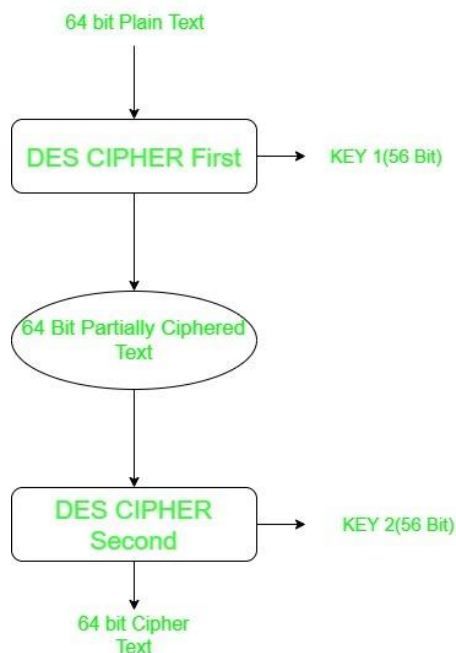 64 bit Plain Text
DES CIPHER First
KEY 1(56 Bit)
64 Bit Partially Ciphered
Text
DES CIPHER
Second
KEY 2(56 Bit)
64 bit Cipher
Text